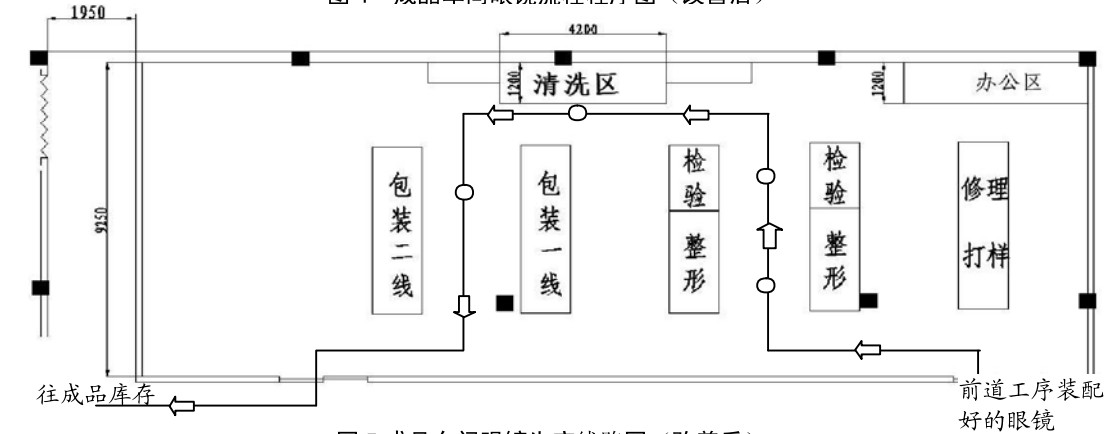 1950
4200
1200
清洗区
1200
办公区
9250
包装二线
包装一线
检验
整形
检验
整形
修理
打样
往成品库存
前道工序装配
好的眼镜